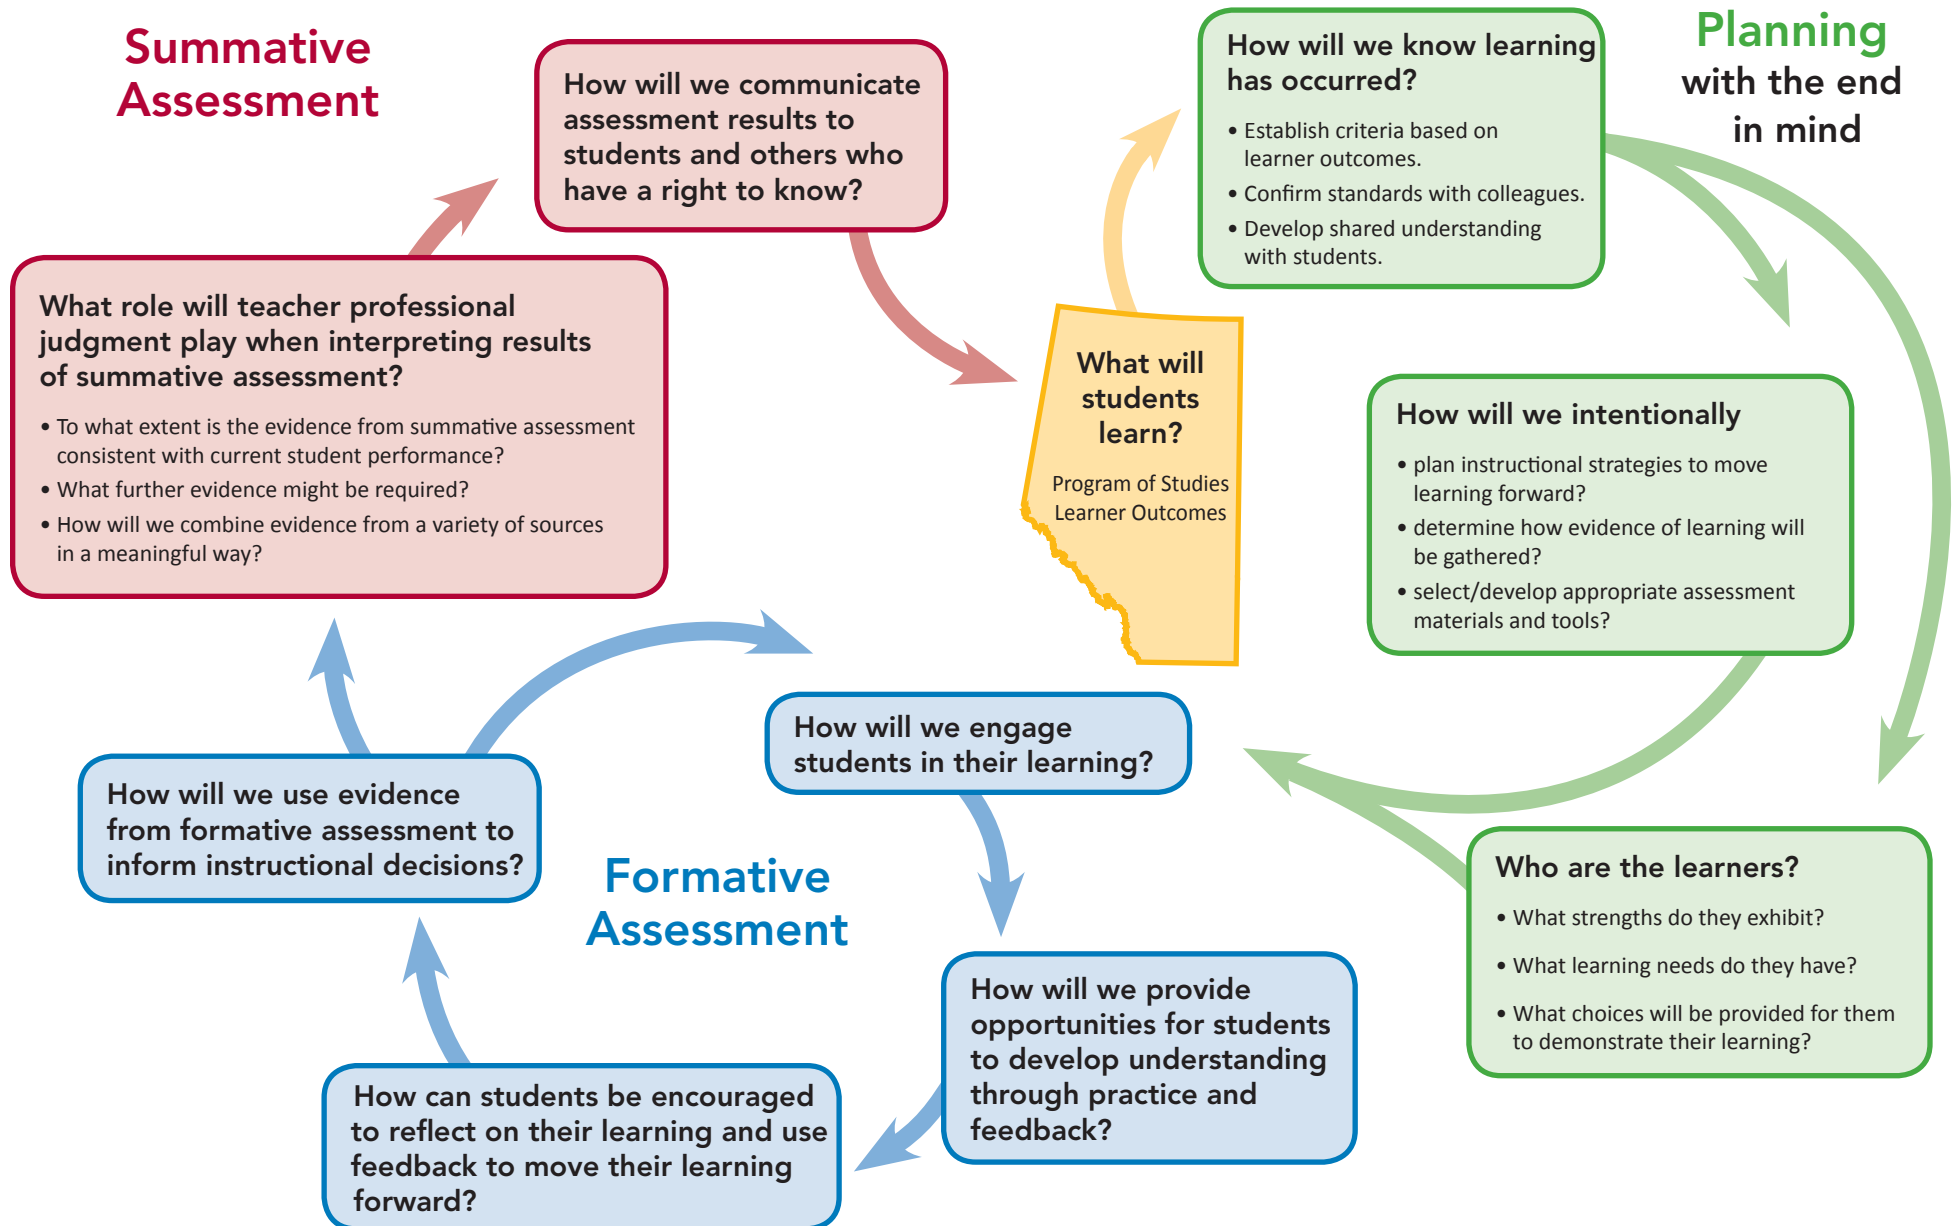 Summative
Assessment
How will we communicate
assessment results to
students and others who
have a right to know?
What role will teacher professional
judgment play when interpreting results
of summative assessment?
• To what extent is the evidence from summative assessment
consistent with current student performance?
• What further evidence might be required?
• How will we combine evidence from a variety of sources
in a meaningful way?
What will
students
learn?
Program of Studies
Learner Outcomes
Planning
with the end
in mind
How will we know learning
has occurred?
• Establish criteria based on
learner outcomes.
• Confirm standards with colleagues.
• Develop shared understanding
with students.
How will we intentionally
• plan instructional strategies to move
learning forward?
• determine how evidence of learning will
be gathered?
• select/develop appropriate assessment
materials and tools?
Who are the learners?
• What strengths do they exhibit?
• What learning needs do they have?
• What choices will be provided for them
to demonstrate their learning?
Formative
Assessment
How will we engage
students in their learning?
How will we provide
opportunities for students
to develop understanding
through practice and
feedback?
How can students be encouraged
to reflect on their learning and use
feedback to move their learning
forward?
How will we use evidence
from formative assessment to
inform instructional decisions?